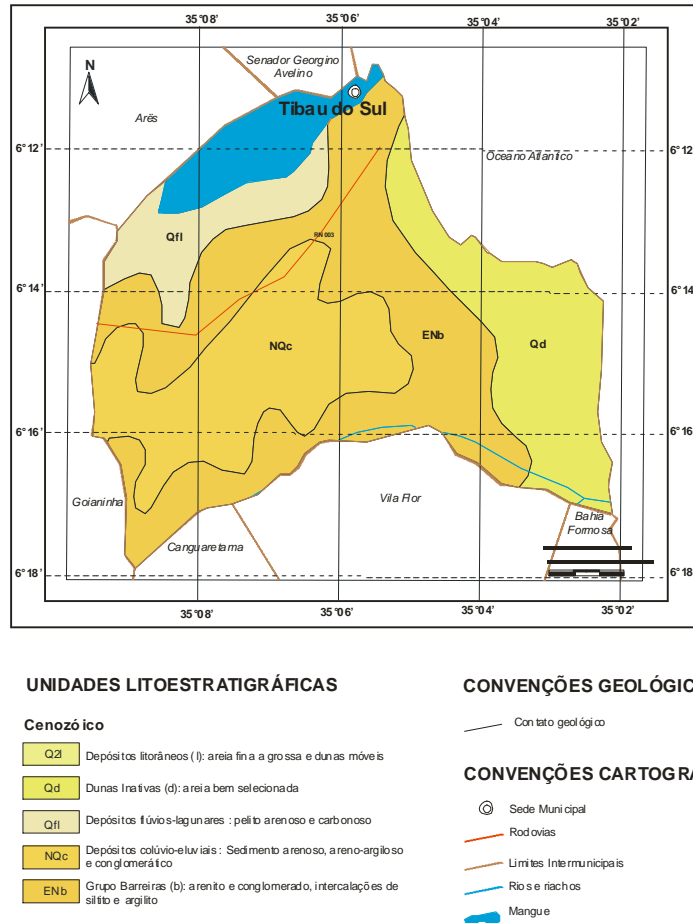 35°08' 35°06' 35°04' 35°02'
Senador Georgino
Avelino
N
Tibau do Sul
Arês
6°12' 6°12'
Oceano Atlantico
Qfl
RN 003
6°14' 6°14'
ENb
NQc
Qd
6°16' 6°16'
Goianinha
Vila Flor
Bahia
Formosa
Canguaretama
6°18' 6°18'
35°08' 35°06' 35°04' 35°02'
UNIDADES LITOESTRATIGRÁFICAS
Cenozóico
Q2l Depósitos litorâneos (l): areia fina a grossa e dunas móveis
Qd Dunas Inativas (d): areia bem selecionada
Qfl Depósitos flúvios-lagunares : pelito arenoso e carbonoso
NQc Depósitos colúvio-eluviais : Sedimento arenoso, areno-argiloso
e conglomerático
ENb Grupo Barreiras (b): arenito e conglomerado, intercalações de
siltito e argilito
CONVENÇÕES GEOLÓGIC
Contato geológico
CONVENÇÕES CARTOGRA
Sede Municipal
Rodovias
Limites Intermunicipais
Rios e riachos
Mangue